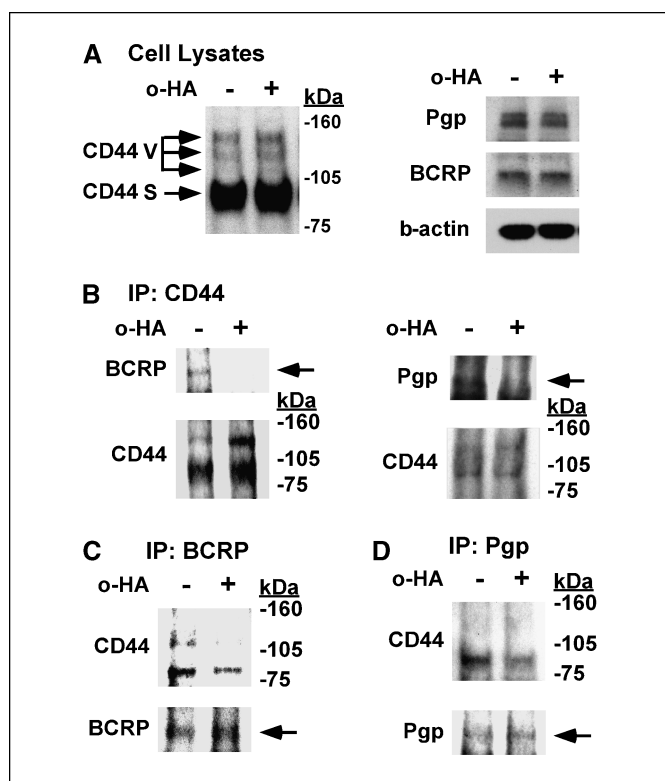 A Cell Lysates
o-HA - + kDa
-160
CD44 V
-105
CD44 S
-75
o-HA - +
Pgp
BCRP
b-actin
B IP: CD44
o-HA - +
BCRP
kDa
-160
CD44
-105
-75
o-HA - +
Pgp
kDa
-160
CD44
-105
-75
C IP: BCRP
o-HA - + kDa
-160
CD44
-105
-75
BCRP
D IP: Pgp
o-HA - + kDa
-160
CD44
-105
-75
Pgp